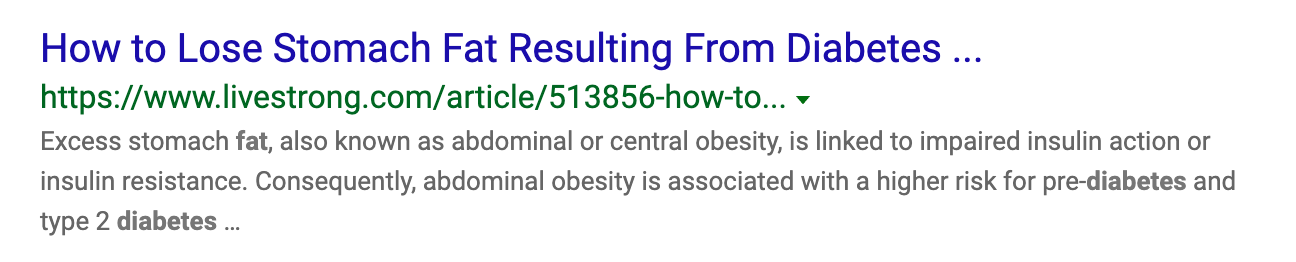 How to Lose Stomach Fat Resulting From Diabetes ...
https://www.livestrong.com/article/513856-how-to...
Excess stomach fat, also known as abdominal or central obesity, is linked to impaired insulin action or
insulin resistance. Consequently, abdominal obesity is associated with a higher risk for pre-diabetes and
type 2 diabetes ...